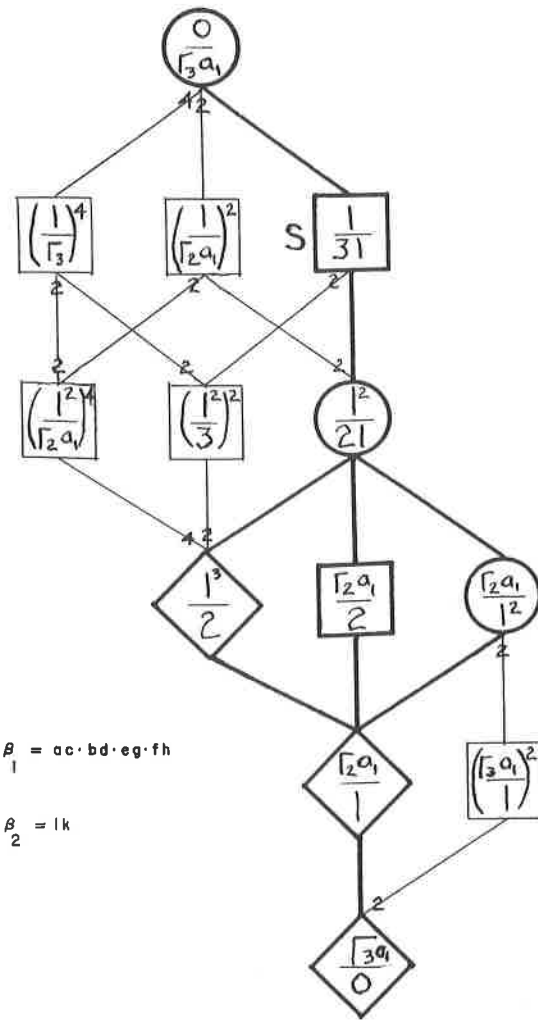 0
Γ₃a₁
4 2
(1/Γ₃)⁴ (1/Γ₂a₁)² S 1/31
2 2 2
2 2 2
(1²/Γ₂a₁)⁴ (1²/3)² 1²/21
4 2
1³/2 Γ₂a₁/2 Γ₂a₁/1²
2
β₁ = ac·bd·eg·fh
Γ₂a₁/1 (Γ₃a₁/1)²
β₂ = lk
2
Γ₃a₁/0